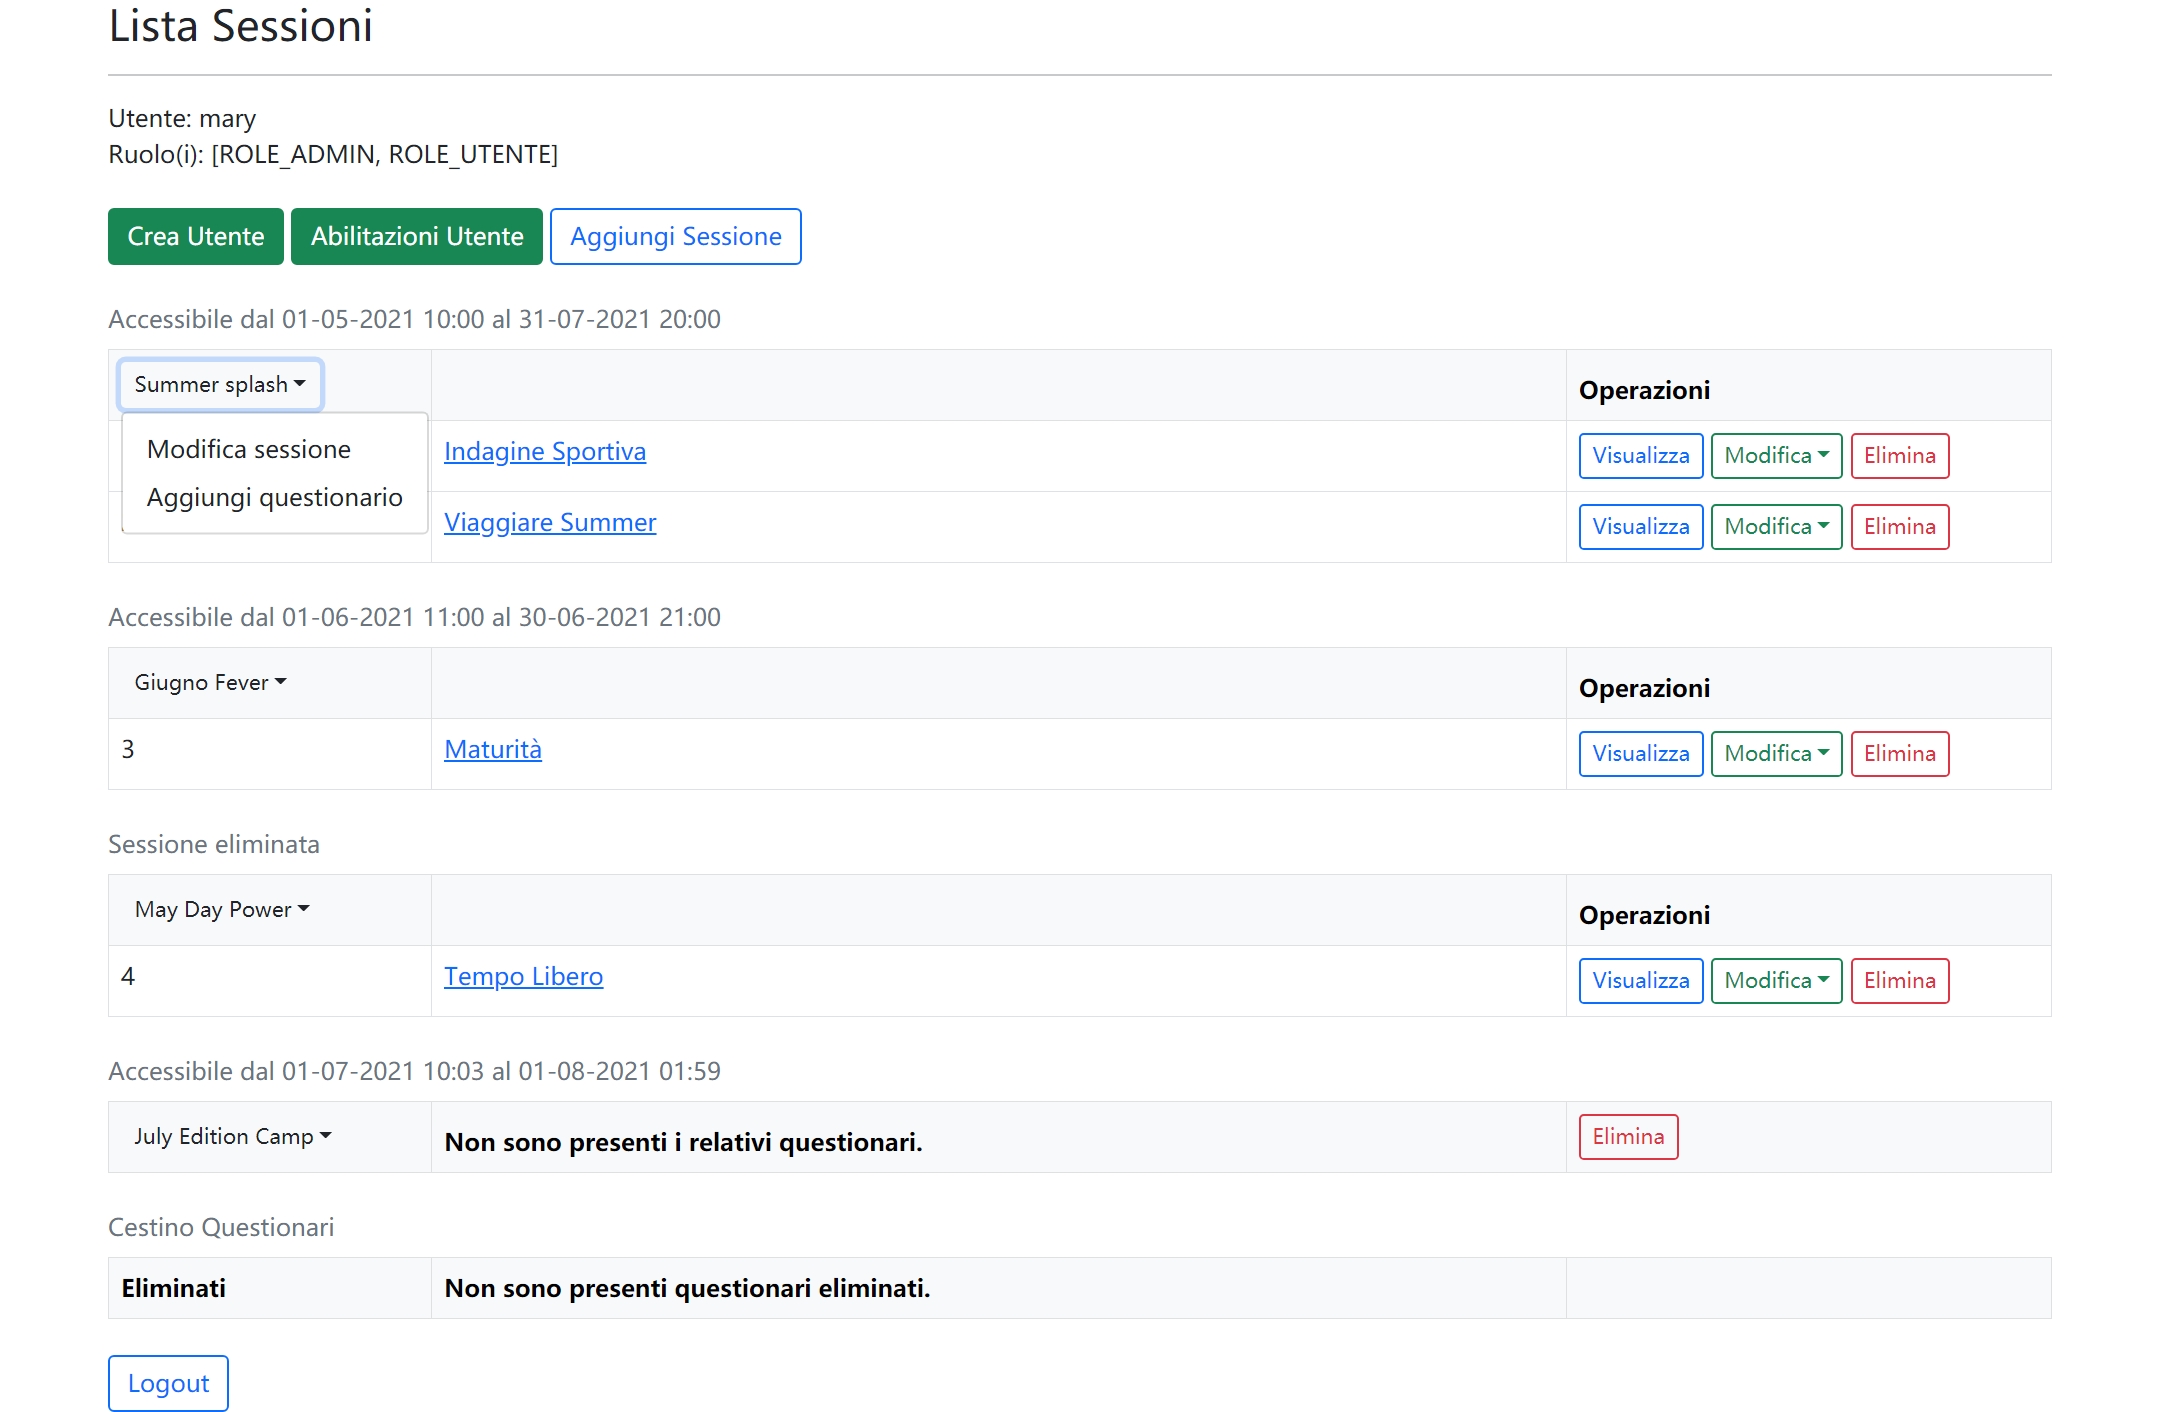 Lista Sessioni
Utente: mary
Ruolo(i): [ROLE_ADMIN, ROLE_UTENTE]
Crea Utente Abilitazioni Utente Aggiungi Sessione
Accessibile dal 01-05-2021 10:00 al 31-07-2021 20:00
Summer splash Operazioni
Modifica sessione
Aggiungi questionario
Indagine Sportiva Visualizza Modifica Elimina
Viaggiare Summer Visualizza Modifica Elimina
Accessibile dal 01-06-2021 11:00 al 30-06-2021 21:00
Giugno Fever Operazioni
3 Maturità Visualizza Modifica Elimina
Sessione eliminata
May Day Power Operazioni
4 Tempo Libero Visualizza Modifica Elimina
Accessibile dal 01-07-2021 10:03 al 01-08-2021 01:59
July Edition Camp Non sono presenti i relativi questionari. Elimina
Cestino Questionari
Eliminati Non sono presenti questionari eliminati.
Logout